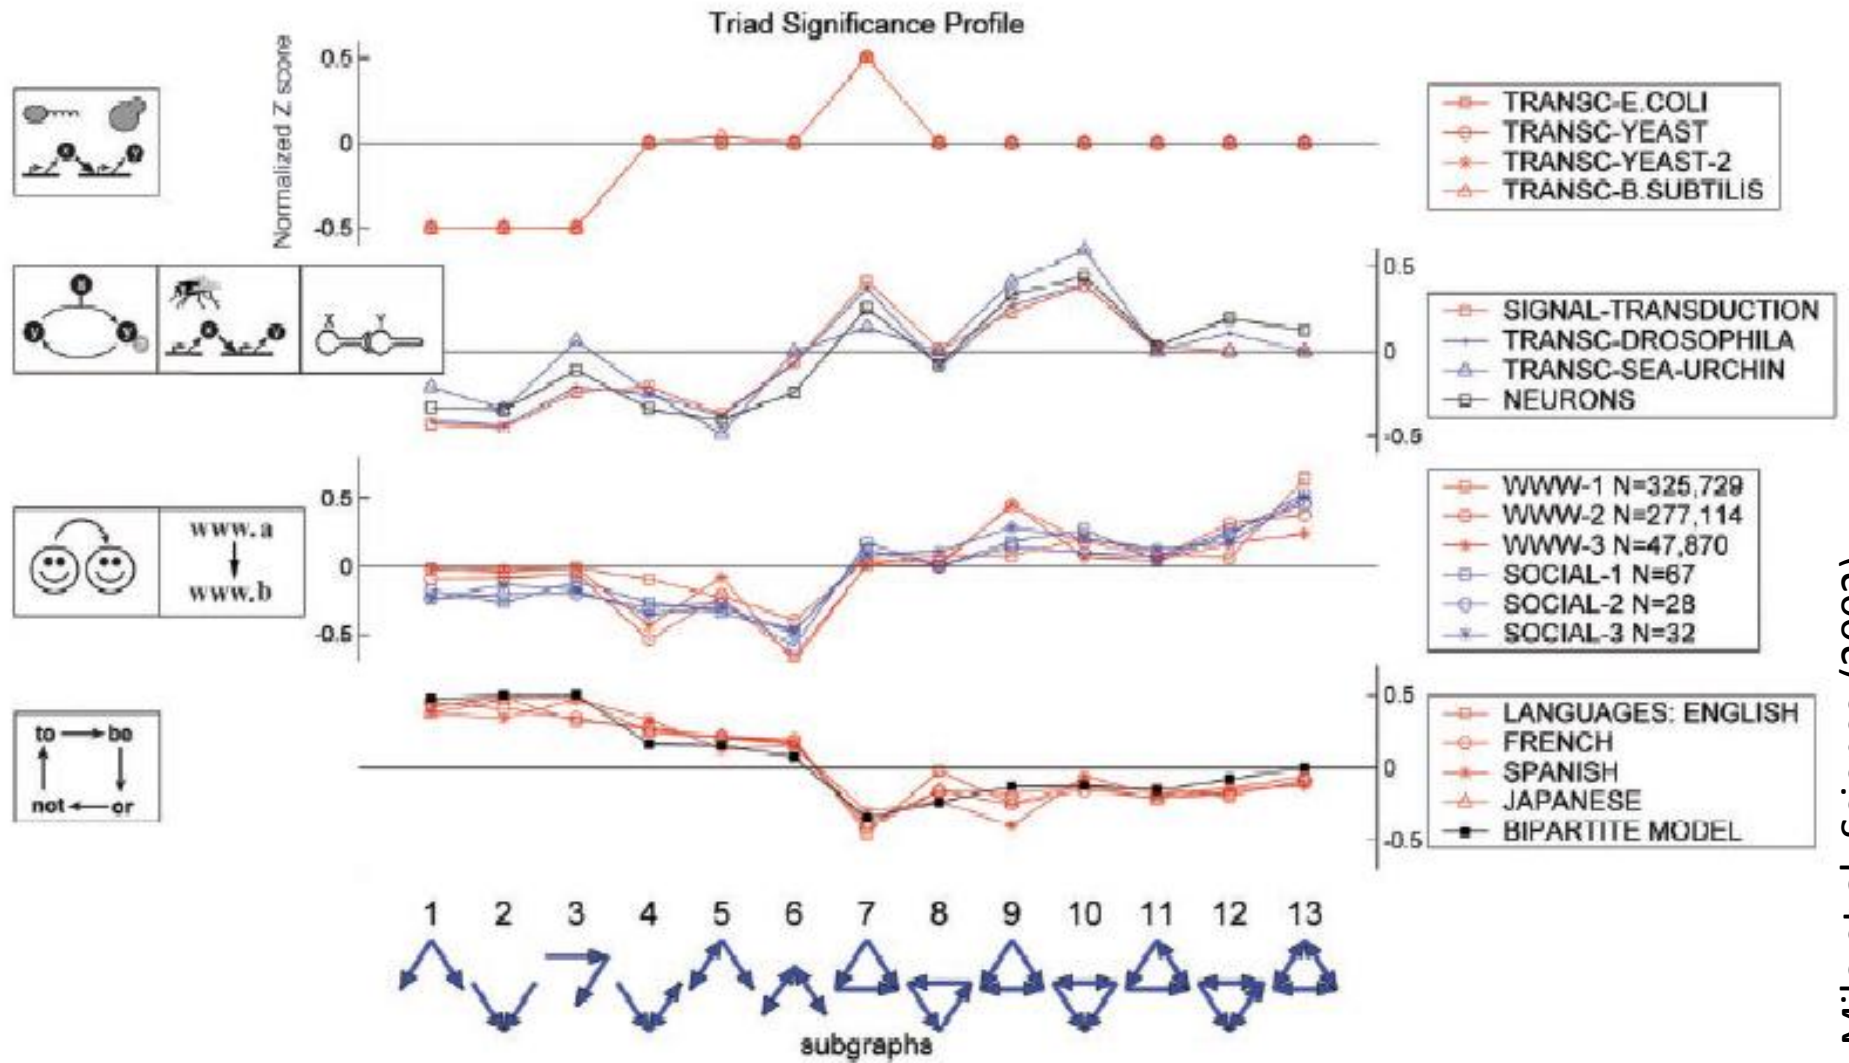 Triad Significance Profile
Normalized Z score
0.5
0
-0.5
TRANSC-E.COLI
TRANSC-YEAST
TRANSC-YEAST-2
TRANSC-B.SUBTILIS
X Y
0.5
0
-0.5
SIGNAL-TRANSDUCTION
TRANSC-DROSOPHILA
TRANSC-SEA-URCHIN
NEURONS
www.a
www.b
0.5
0
-0.5
WWW-1 N=325,729
WWW-2 N=277,114
WWW-3 N=47,870
SOCIAL-1 N=67
SOCIAL-2 N=28
SOCIAL-3 N=32
to be
not or
0.5
0
-0.5
LANGUAGES: ENGLISH
FRENCH
SPANISH
JAPANESE
BIPARTITE MODEL
1 2 3 4 5 6 7 8 9 10 11 12 13
subgraphs